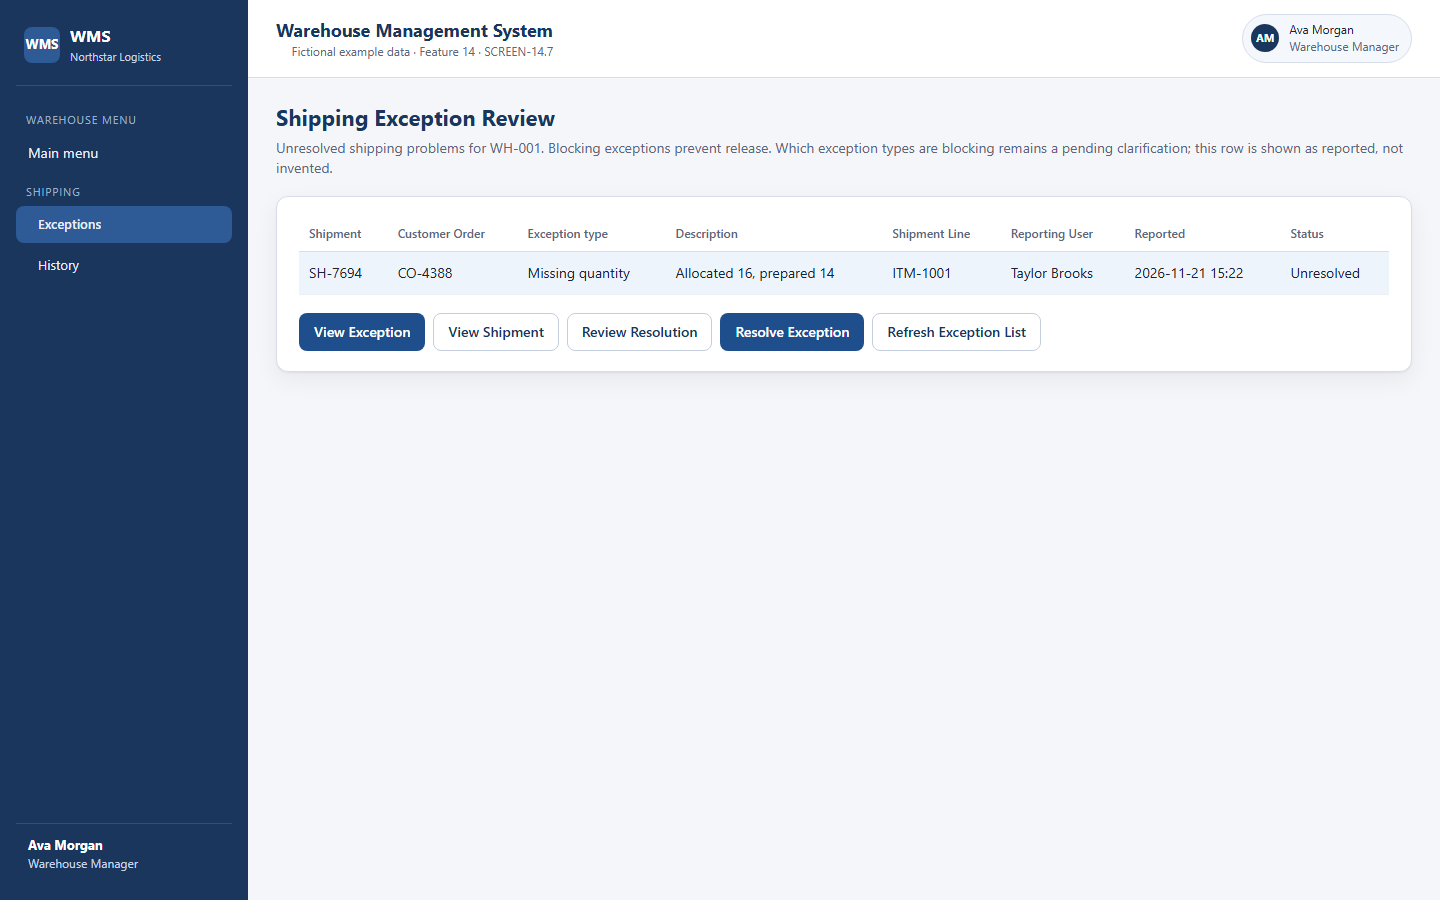 WMS
WMS
Northstar Logistics
WAREHOUSE MENU
Main menu
SHIPPING
Exceptions
History
Ava Morgan
Warehouse Manager
Warehouse Management System
Fictional example data · Feature 14 · SCREEN-14.7
AM
Ava Morgan
Warehouse Manager
Shipping Exception Review
Unresolved shipping problems for WH-001. Blocking exceptions prevent release. Which exception types are blocking remains a pending clarification; this row is shown as reported, not
invented.
Shipment Customer Order Exception type Description Shipment Line Reporting User Reported Status
SH-7694 CO-4388 Missing quantity Allocated 16, prepared 14 ITM-1001 Taylor Brooks 2026-11-21 15:22 Unresolved
View Exception View Shipment Review Resolution Resolve Exception Refresh Exception List